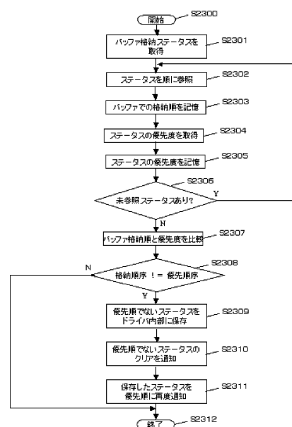 開始
S2300
バッファ格納ステータスを
取得
S2301
ステータスを順に参照
S2302
バッファでの格納順を記憶
S2303
ステータスの優先度を取得
S2304
ステータスの優先度を記憶
S2305
S2306
未参照ステータスあり?
Y
N
バッファ格納順と優先度を比較
S2307
S2308
N
格納順序 != 優先順序
Y
優先順でないステータスを
ドライバ内部に保存
S2309
優先順でないステータスの
クリアを通知
S2310
保存したステータスを
優先順に再度通知
S2311
終了
S2312